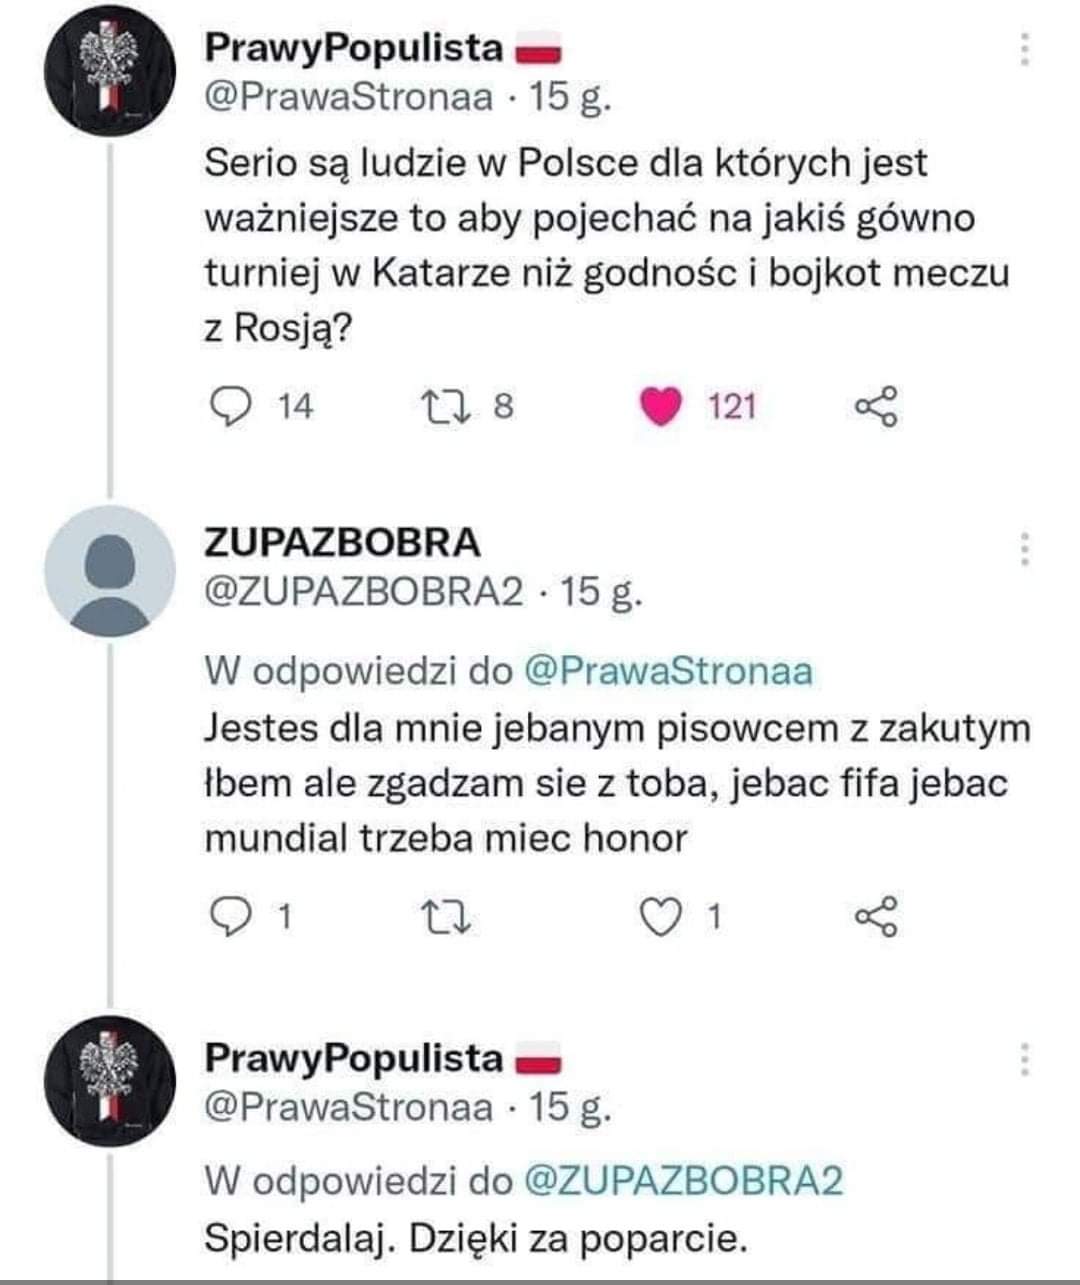 PrawyPopulista 🇵🇱
@PrawaStronaa · 15 g.
Serio są ludzie w Polsce dla których jest
ważniejsze to aby pojechać na jakiś gówno
turniej w Katarze niż godnośc i bojkot meczu
z Rosją?
14 8 121
ZUPAZBOBRA
@ZUPAZBOBRA2 · 15 g.
W odpowiedzi do @PrawaStronaa
Jestes dla mnie jebanym pisowcem z zakutym
łbem ale zgadzam sie z toba, jebac fifa jebac
mundial trzeba miec honor
1 1
PrawyPopulista 🇵🇱
@PrawaStronaa · 15 g.
W odpowiedzi do @ZUPAZBOBRA2
Spierdalaj. Dzięki za poparcie.